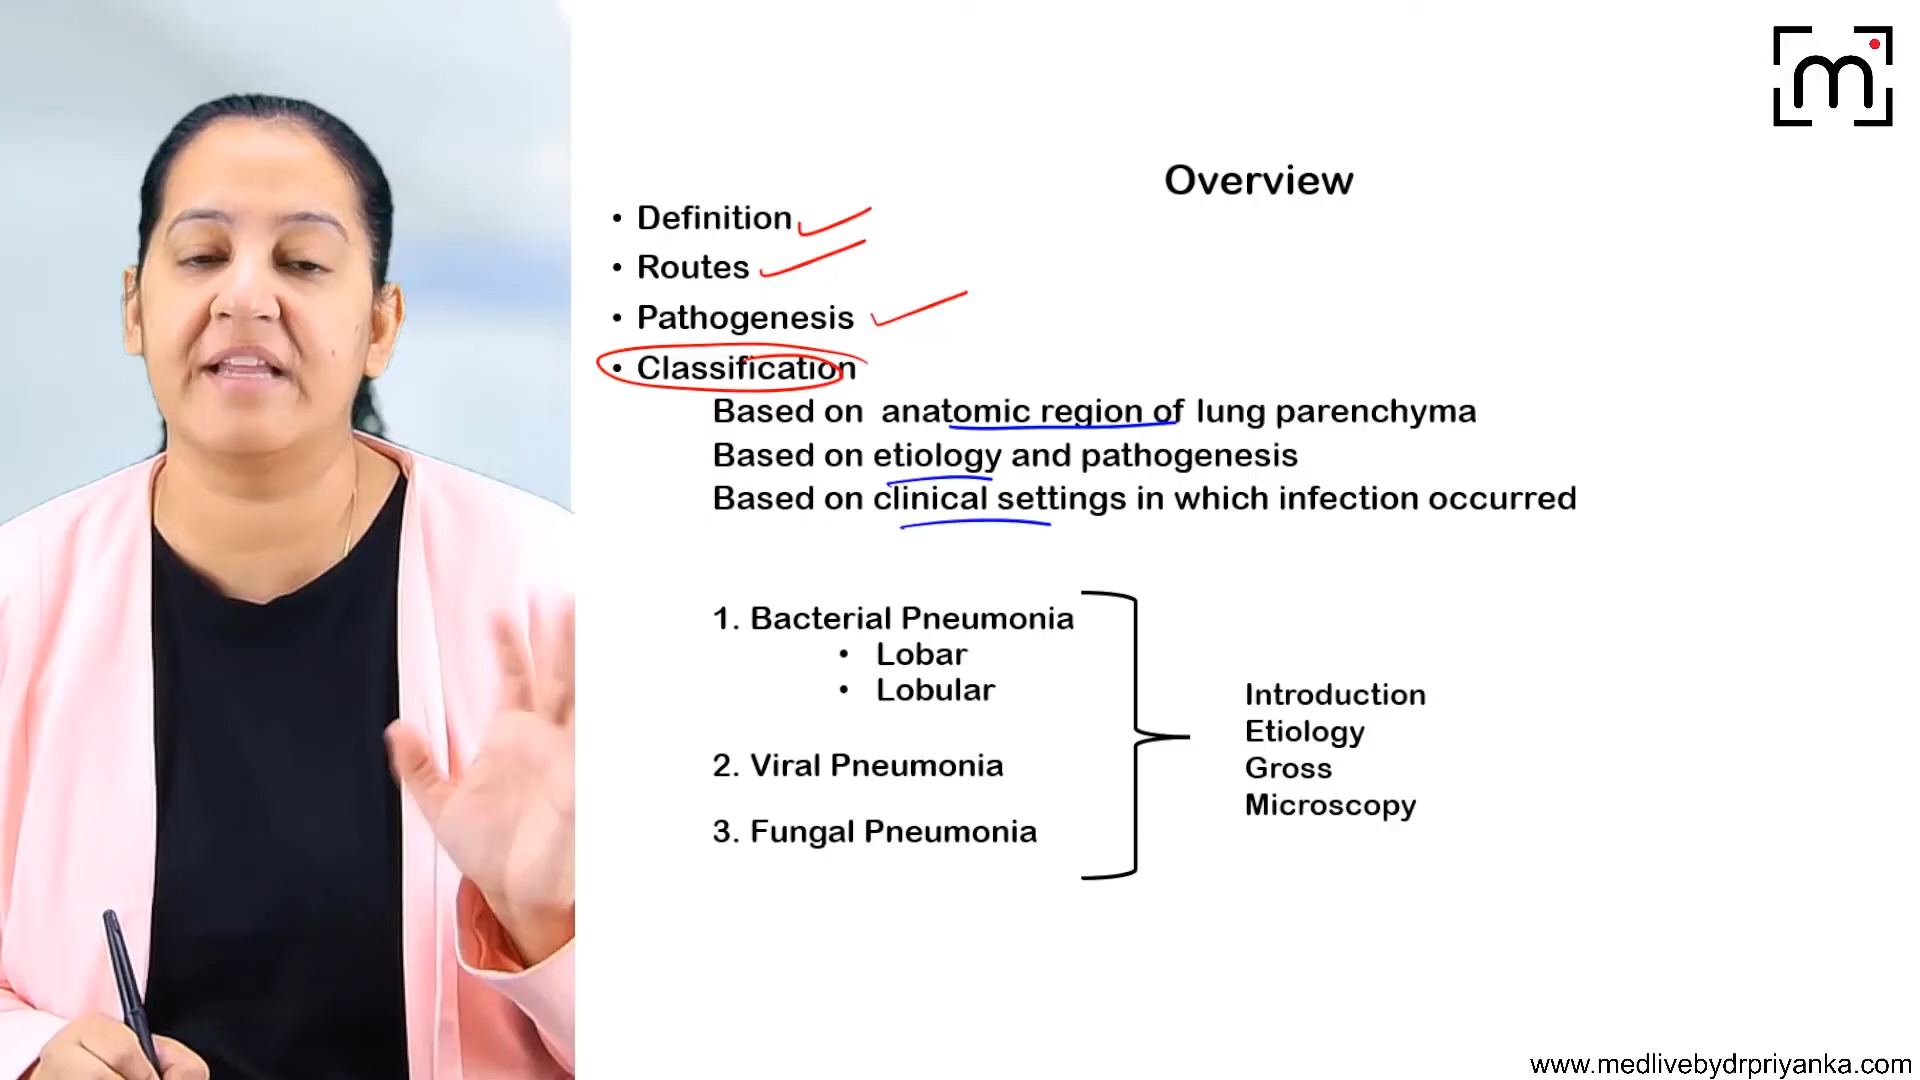 m
Overview
• Definition
• Routes
• Pathogenesis
• Classification
Based on anatomic region of lung parenchyma
Based on etiology and pathogenesis
Based on clinical settings in which infection occurred
1. Bacterial Pneumonia
• Lobar
• Lobular
2. Viral Pneumonia
3. Fungal Pneumonia
Introduction
Etiology
Gross
Microscopy
www.medlivebydrpriyanka.com